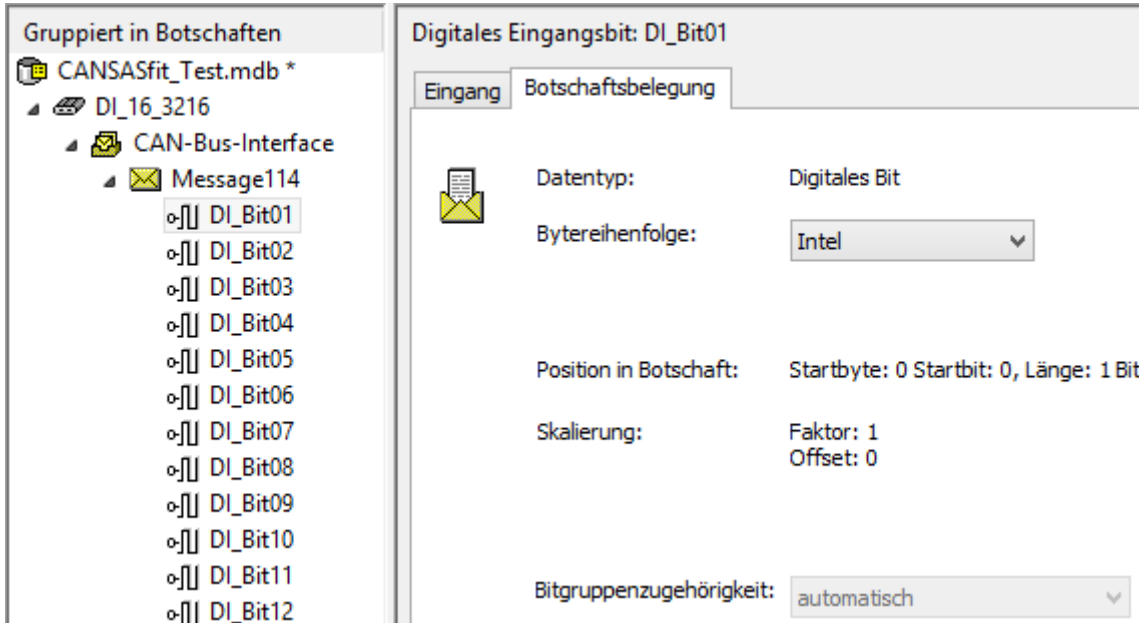 Gruppiert in Botschaften
CANSASfit_Test.mdb *
DI_16_3216
CAN-Bus-Interface
Message114
DI_Bit01
DI_Bit02
DI_Bit03
DI_Bit04
DI_Bit05
DI_Bit06
DI_Bit07
DI_Bit08
DI_Bit09
DI_Bit10
DI_Bit11
DI_Bit12
Digitales Eingangsbit: DI_Bit01
Eingang Botschaftsbelegung
Datentyp: Digitales Bit
Bytereihenfolge: Intel
Position in Botschaft: Startbyte: 0 Startbit: 0, Länge: 1 Bit
Skalierung: Faktor: 1
Offset: 0
Bitgruppenzugehörigkeit: automatisch